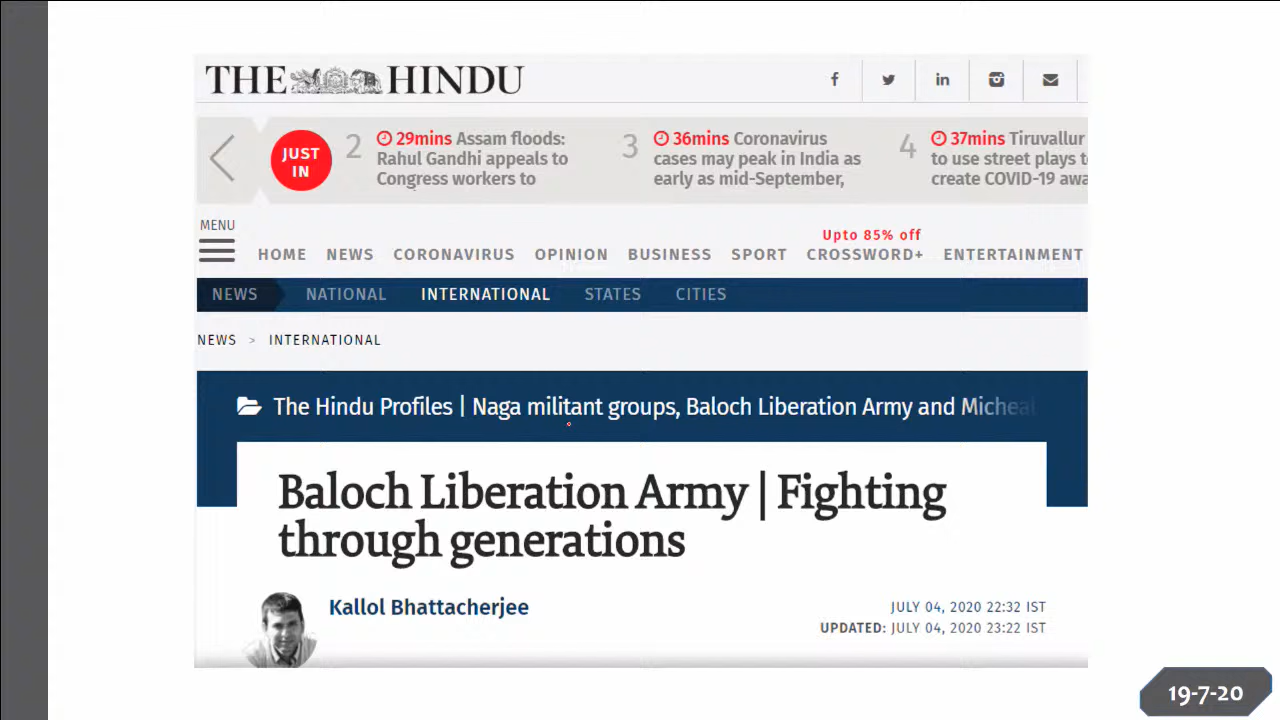 THE HINDU
JUST IN
2 29mins Assam floods:
Rahul Gandhi appeals to
Congress workers to
3 36mins Coronavirus
cases may peak in India as
early as mid-September,
4 37mins Tiruvallur
to use street plays t
create COVID-19 awa
MENU
Upto 85% off
HOME NEWS CORONAVIRUS OPINION BUSINESS SPORT CROSSWORD+ ENTERTAINMENT
NEWS NATIONAL INTERNATIONAL STATES CITIES
NEWS > INTERNATIONAL
The Hindu Profiles | Naga militant groups, Baloch Liberation Army and Micheal
Baloch Liberation Army | Fighting
through generations
Kallol Bhattacherjee
JULY 04, 2020 22:32 IST
UPDATED: JULY 04, 2020 23:22 IST
19-7-20